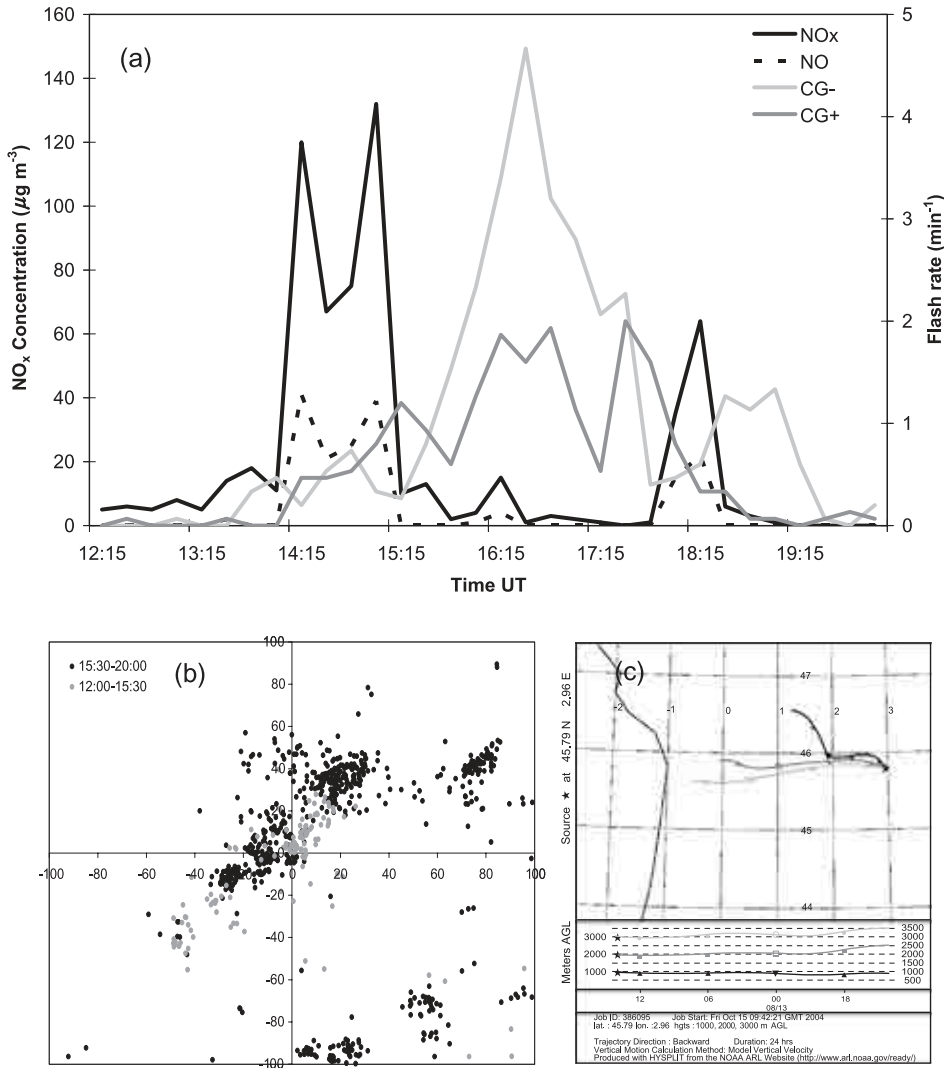 160
140
120
100
80
60
40
20
0
NOx Concentration (µg m-3)
(a)
NOx
NO
CG-
CG+
5
4
3
2
1
0
Flash rate (min-1)
12:15 13:15 14:15 15:15 16:15 17:15 18:15 19:15
Time UT
(b)
15:30-20:00
12:00-15:30
100
80
60
40
20
-100 -80 -60 -40 -20 0 20 40 60 80 100
-20
-40
-60
-80
-100
(c)
-2 -1 0 1 2 3
47
46
45
44
Source ★ at 45.79 N 2.96 E
Meters AGL
3000
2000
1000
3500
3000
2500
2000
1500
1000
500
12 06 00 18
08/13
Job ID: 386095 Job Start: Fri Oct 15 09:42:21 GMT 2004
lat. : 45.79 lon. :2.96 hgts :1000, 2000, 3000 m AGL
Trajectory Direction : Backward Duration: 24 hrs
Vertical Motion Calculation Method: Model Vertical Velocity
Produced with HYSPLIT from the NOAA ARL Website (http://www.arl.noaa.gov/ready/)